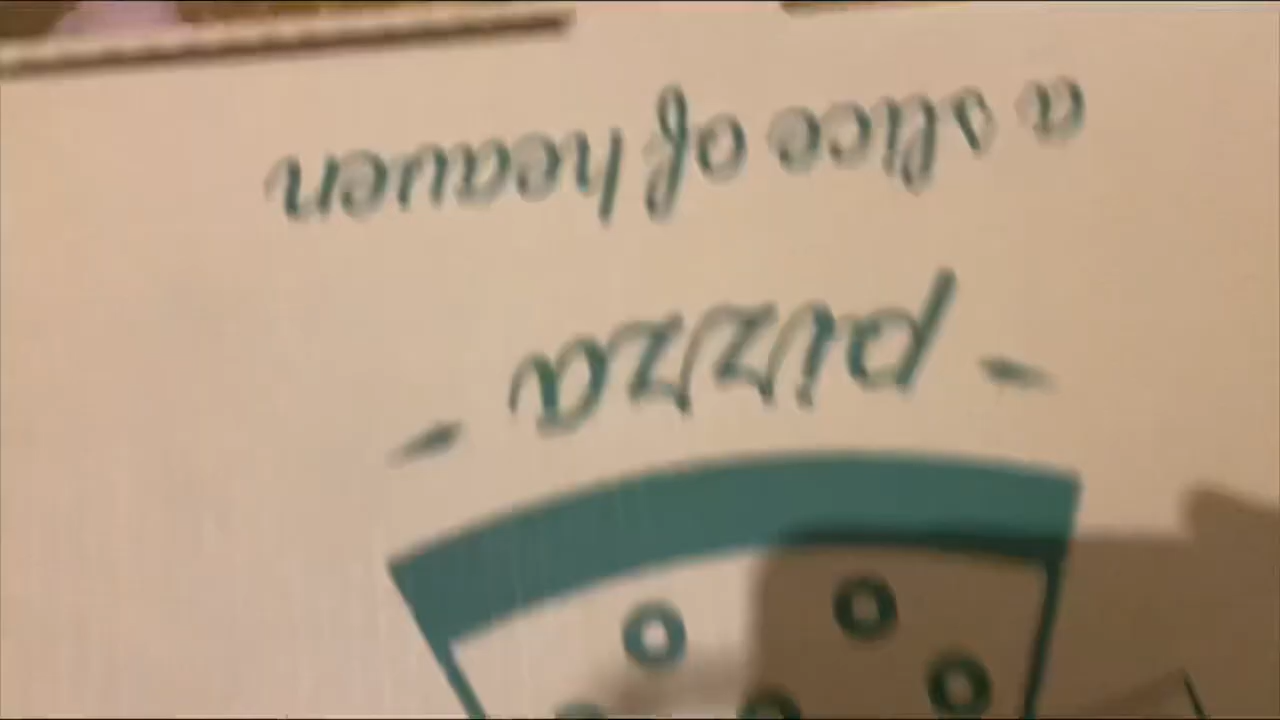 - pizza -
a slice of heaven